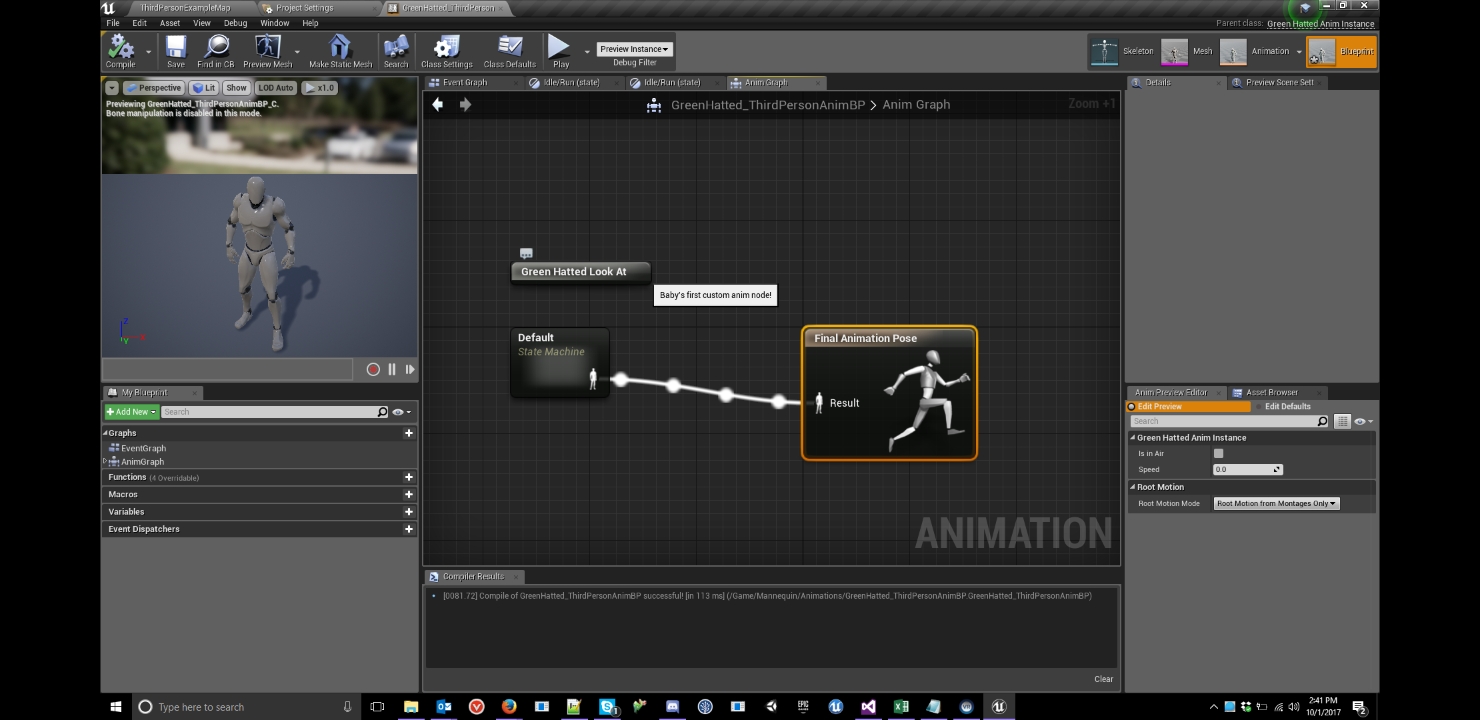 ThirdPersonExampleMap
Project Settings
GreenHatted_ThirdPerson
File Edit Asset View Debug Window Help
Parent class: Green Hatted Anim Instance
Compile
Save
Find in CB
Preview Mesh
Make Static Mesh
Search
Class Settings
Class Defaults
Play
Preview Instance
Debug Filter
Skeleton
Mesh
Animation
Blueprint
Perspective
Lit
Show
LOD Auto
x1.0
Previewing GreenHatted_ThirdPersonAnimBP_C.
Bone manipulation is disabled in this mode.
Z
X
Y
Event Graph
Idle/Run (state)
Idle/Run (state)
Anim Graph
GreenHatted_ThirdPersonAnimBP > Anim Graph
Zoom +1
Green Hatted Look At
Baby's first custom anim node!
Default
State Machine
Final Animation Pose
Result
ANIMATION
Details
Preview Scene Sett
My Blueprint
+Add New
Search
Graphs
EventGraph
AnimGraph
Functions (4 Overridable)
Macros
Variables
Event Dispatchers
Compiler Results
[0081.72] Compile of GreenHatted_ThirdPersonAnimBP successful! [in 113 ms] (/Game/Mannequin/Animations/GreenHatted_ThirdPersonAnimBP.GreenHatted_ThirdPersonAnimBP)
Clear
Anim Preview Editor
Asset Browser
Edit Preview
Edit Defaults
Search
Green Hatted Anim Instance
Is in Air
Speed 0.0
Root Motion
Root Motion Mode Root Motion from Montages Only
Type here to search
EPIC
2:41 PM
10/1/2017